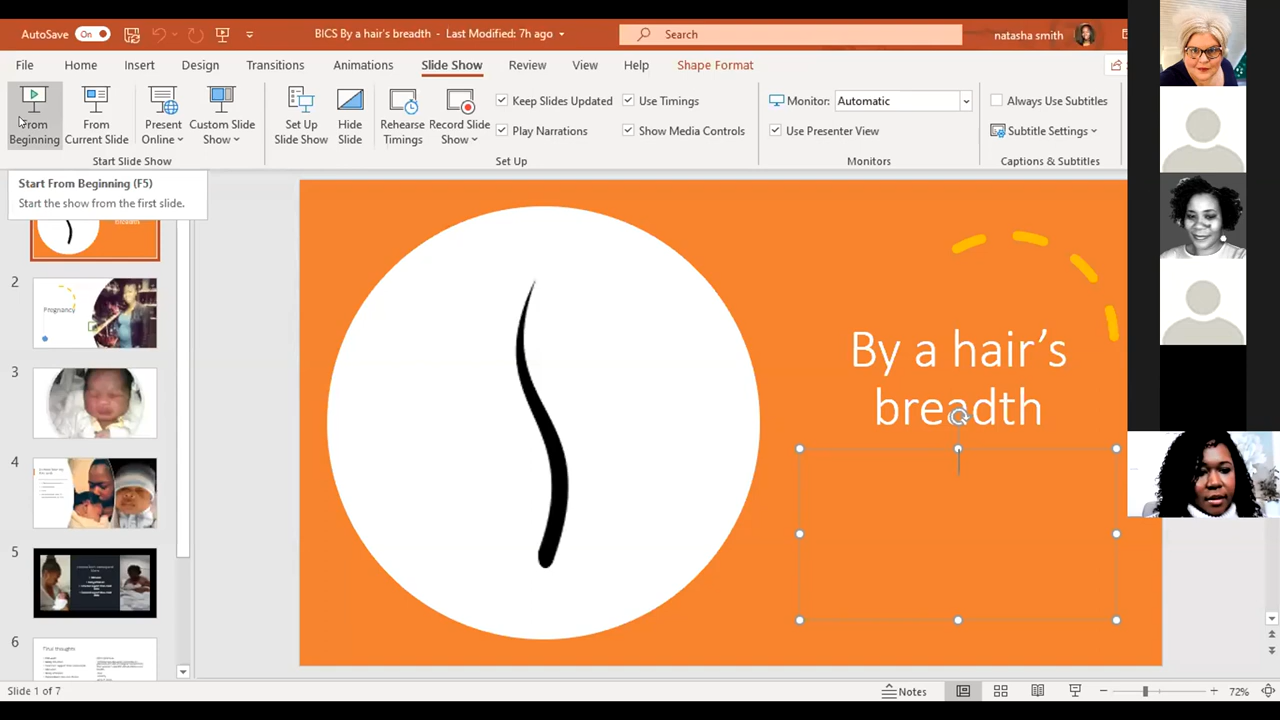 AutoSave On
BICS By a hair's breadth - Last Modified: 7h ago
Search
natasha smith
File Home Insert Design Transitions Animations Slide Show Review View Help Shape Format
From Beginning
From Current Slide
Present Online
Custom Slide Show
Set Up Slide Show
Hide Slide
Rehearse Timings
Record Slide Show
Keep Slides Updated
Play Narrations
Use Timings
Show Media Controls
Monitor: Automatic
Use Presenter View
Always Use Subtitles
Subtitle Settings
Start Slide Show
Set Up
Monitors
Captions & Subtitles
Start From Beginning (F5)
Start the show from the first slide.
2
Pregnancy
3
4
5
6
Final thoughts
By a hair's
breadth
Slide 1 of 7
Notes
72%